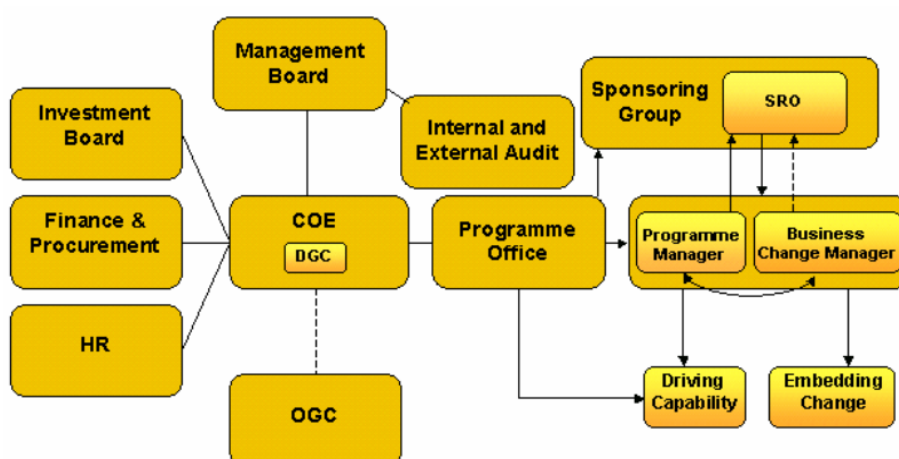 Management
Board
Sponsoring
Group
SRO
Investment
Board
Internal and
External Audit
Finance &
Procurement
COE
DGC
Programme
Office
Programme
Manager
Business
Change Manager
HR
OGC
Driving
Capability
Embedding
Change